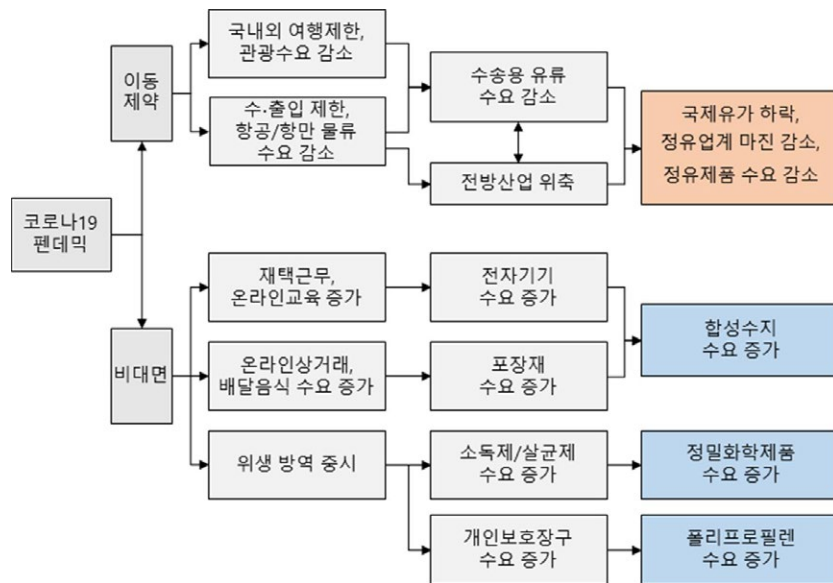 코로나19
펜데믹
이동
제약
국내외 여행제한,
관광수요 감소
수·출입 제한,
항공/항만 물류
수요 감소
수송용 유류
수요 감소
전방산업 위축
국제유가 하락,
정유업계 마진 감소,
정유제품 수요 감소
비대면
재택근무,
온라인교육 증가
전자기기
수요 증가
온라인상거래,
배달음식 수요 증가
포장재
수요 증가
합성수지
수요 증가
위생 방역 중시
소독제/살균제
수요 증가
정밀화학제품
수요 증가
개인보호장구
수요 증가
폴리프로필렌
수요 증가